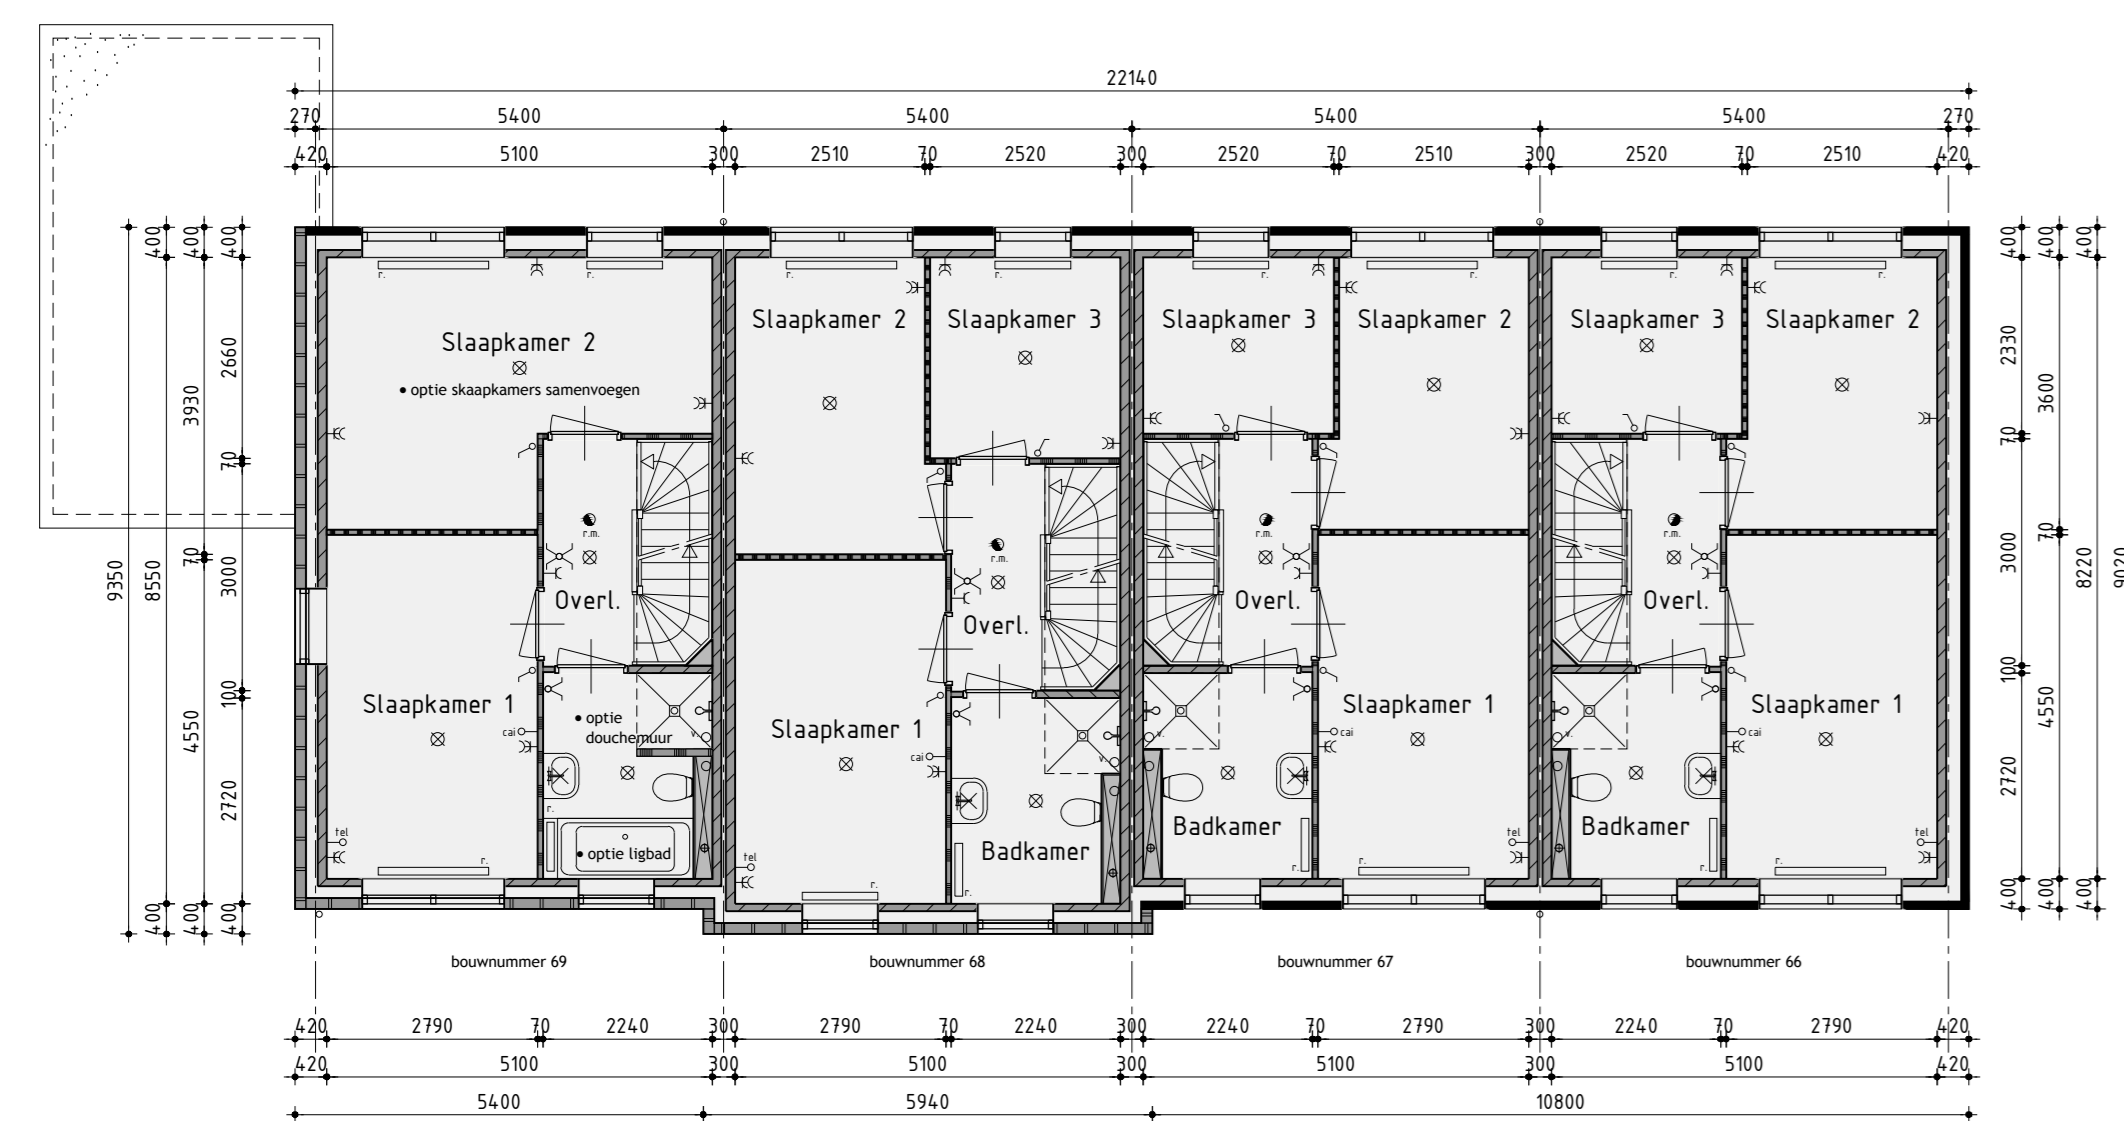 22140
270 5400 5400 5400 5400 270
420 5100 300 2510 70 2520 300 2520 70 2510 300 2520 70 2510 420
400 400 400
400 400 400
r. r. r. r. r. r. r. r.
Slaapkamer 2
Slaapkamer 2 Slaapkamer 3 Slaapkamer 3 Slaapkamer 2 Slaapkamer 3 Slaapkamer 2
• optie skaapkamers samenvoegen
2660
3930
70
2330
3600
70
r.m. r.m. r.m. r.m.
9350 8550 70 3000
3000 70 8220 9020
Overl. Overl. Overl. Overl.
100
4550
2720
100
4550
2720
Slaapkamer 1 Slaapkamer 1 Slaapkamer 1 Slaapkamer 1
• optie
douchemuur
cai cai cai cai
v. v. v. v.
r.
tel tel tel tel
• optie ligbad
Badkamer Badkamer Badkamer
r. r. r. r. r. r. r.
400 400 400
400 400 400
bouwnummer 69 bouwnummer 68 bouwnummer 67 bouwnummer 66
420 2790 70 2240 300 2790 70 2240 300 2240 70 2790 300 2240 70 2790 420
420 5100 300 5100 300 5100 300 5100 420
5400 5940 10800